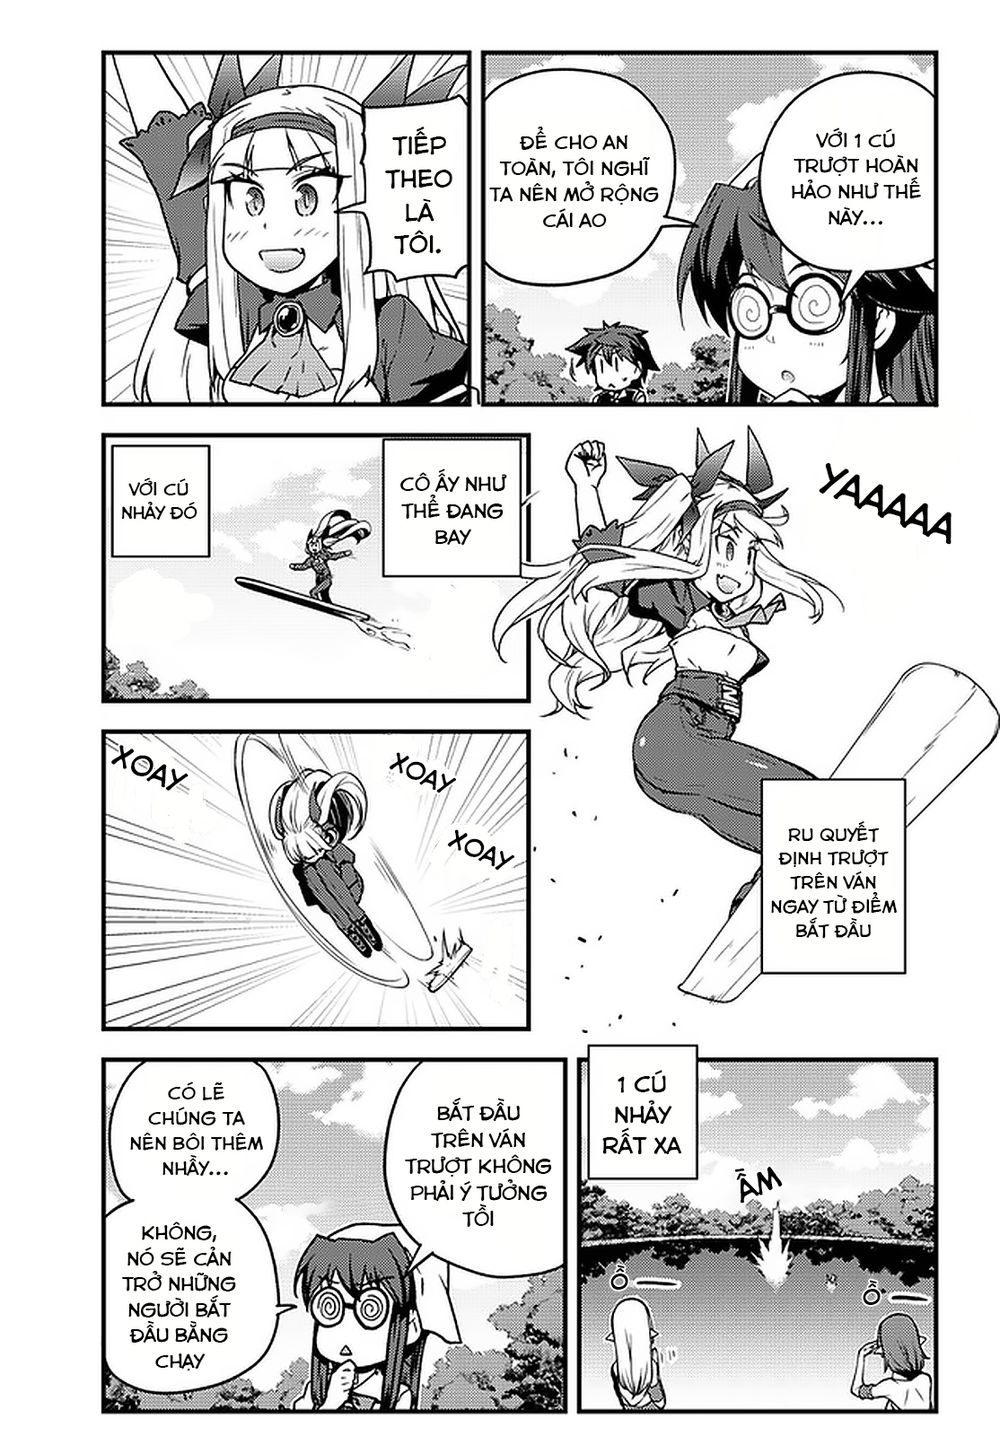 VỚI 1 CÚ
TRƯỢT HOÀN
HẢO NHƯ THẾ
NÀY...
ĐỂ CHO AN
TOÀN, TÔI NGHĨ
TA NÊN MỞ RỘNG
CÁI AO
TIẾP
THEO
LÀ
TÔI.
YAAAAA
RU QUYẾT
ĐỊNH TRƯỢT
TRÊN VÁN
NGAY TỪ ĐIỂM
BẮT ĐẦU
CÔ ẤY NHƯ
THỂ ĐANG
BAY
VỚI CÚ
NHẢY ĐÓ
XOAY
XOAY
XOAY
1 CÚ
NHẢY
RẤT XA
ẦM
Ồ
Ồ
BẮT ĐẦU
TRÊN VÁN
TRƯỢT KHÔNG
PHẢI Ý TƯỞNG
TỒI
CÓ LẼ
CHÚNG TA
NÊN BÔI THÊM
NHẦY...
KHÔNG,
NÓ SẼ CẢN
TRỞ NHỮNG
NGƯỜI BẮT
ĐẦU BẰNG
CHẠY